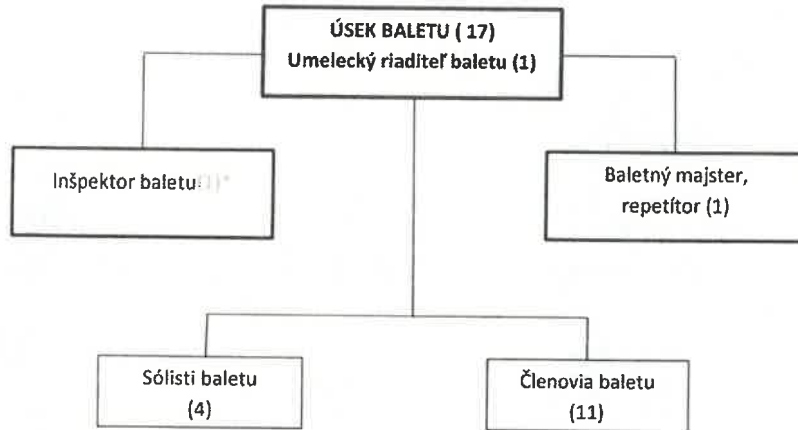 ÚSEK BALETU ( 17)
Umelecký riaditeľ baletu (1)
Inšpektor baletu (1)*
Baletný majster,
repetítor (1)
Sólisti baletu
(4)
Členovia baletu
(11)